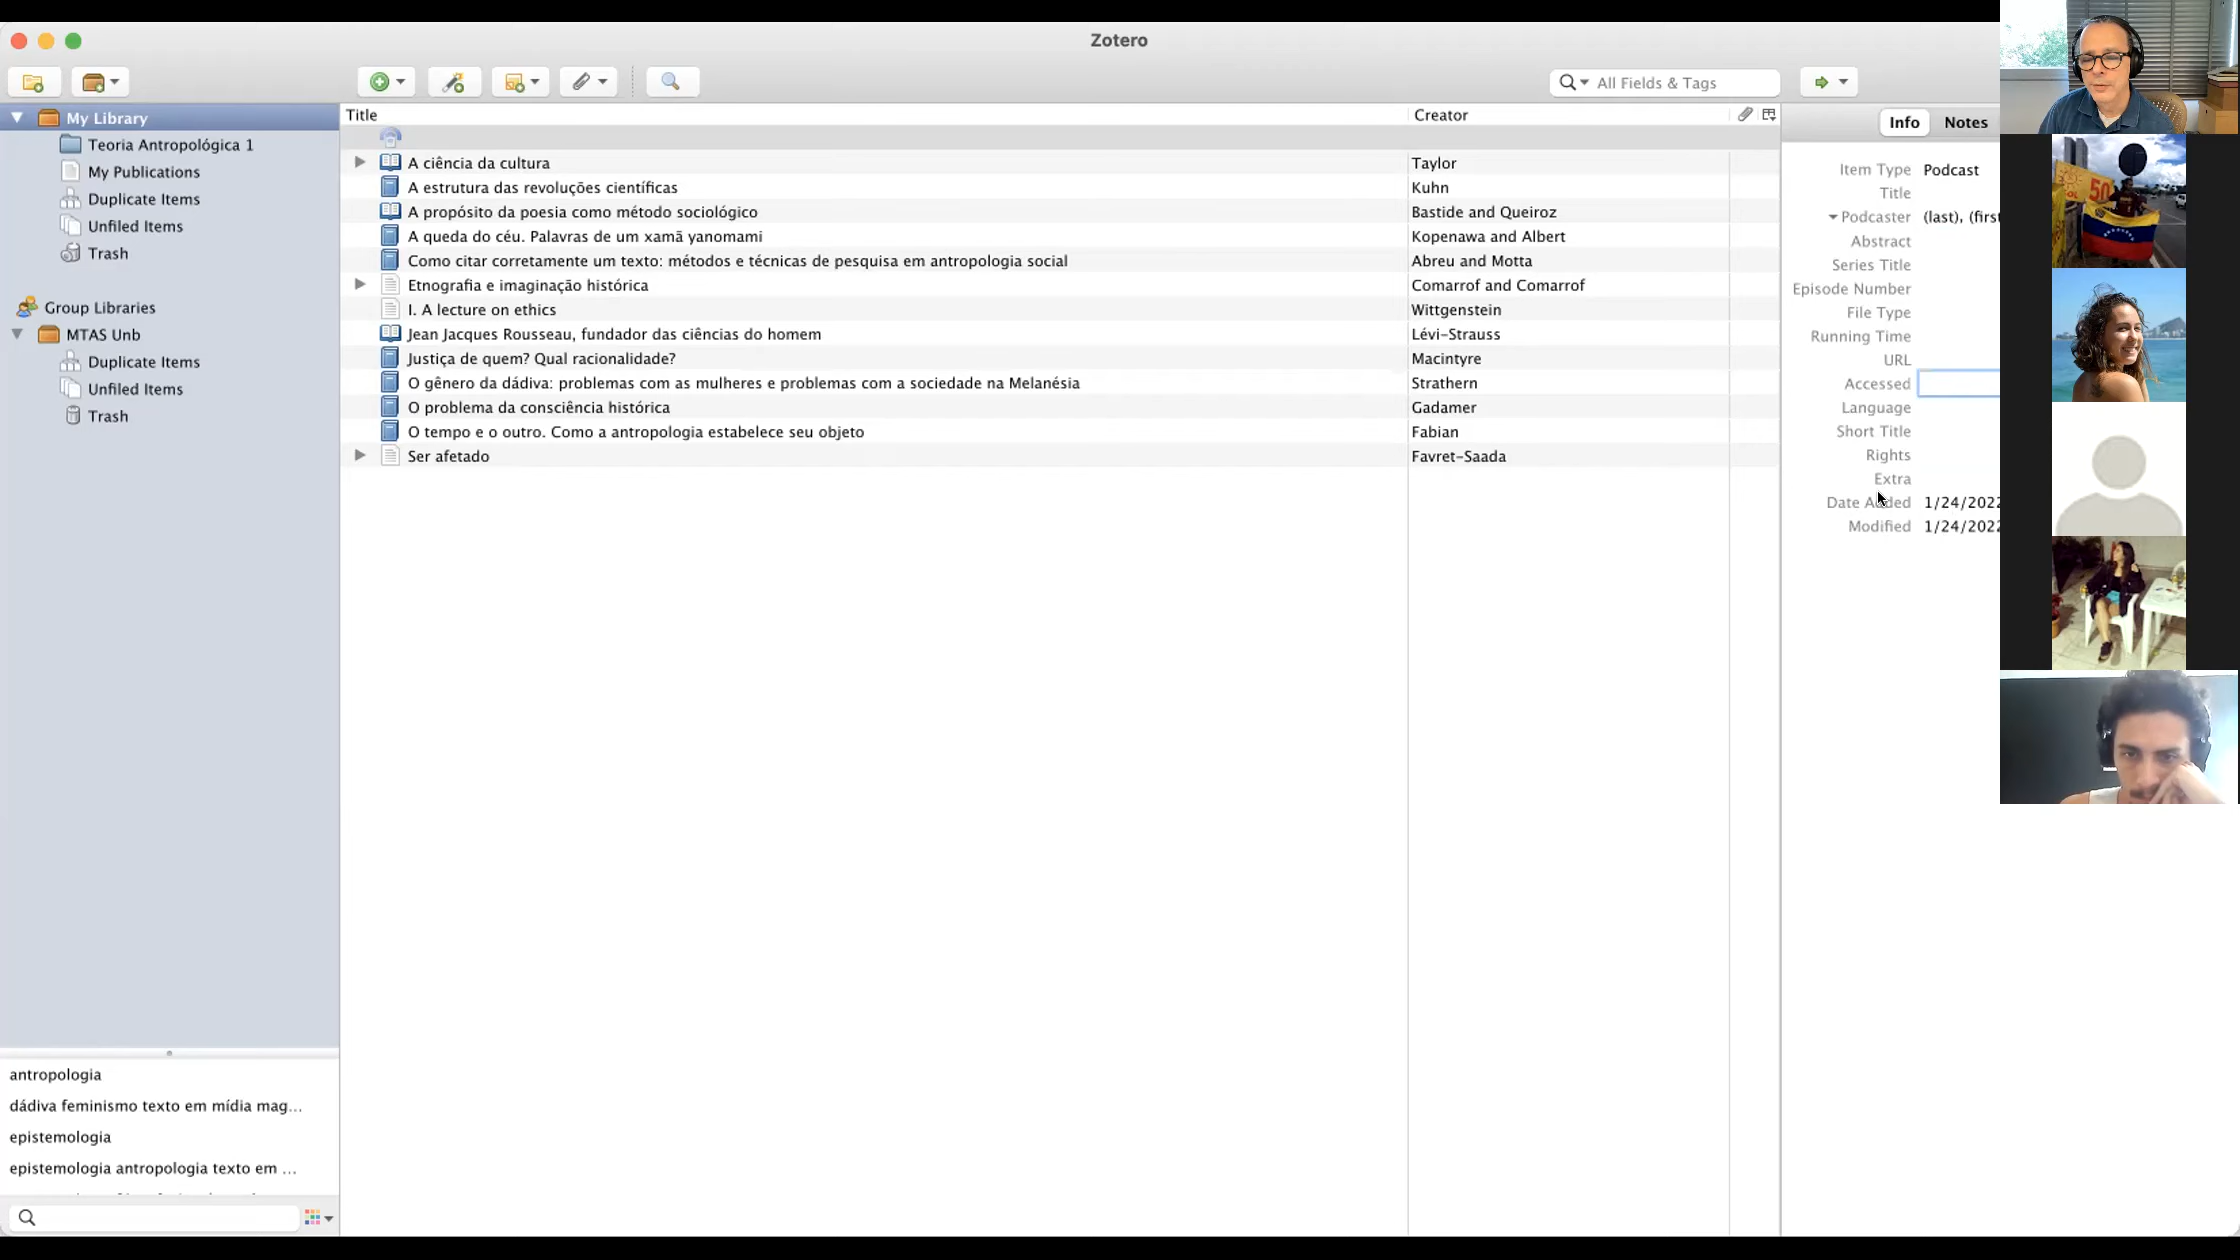 Zotero
All Fields & Tags
My Library
Teoria Antropológica 1
My Publications
Duplicate Items
Unfiled Items
Trash
Group Libraries
MTAS Unb
Duplicate Items
Unfiled Items
Trash
antropologia
dádiva feminismo texto em mídia mag...
epistemologia
epistemologia antropologia texto em ...
Title Creator
A ciência da cultura Taylor
A estrutura das revoluções científicas Kuhn
A propósito da poesia como método sociológico Bastide and Queiroz
A queda do céu. Palavras de um xamã yanomami Kopenawa and Albert
Como citar corretamente um texto: métodos e técnicas de pesquisa em antropologia social Abreu and Motta
Etnografia e imaginação histórica Comarrof and Comarrof
I. A lecture on ethics Wittgenstein
Jean Jacques Rousseau, fundador das ciências do homem Lévi-Strauss
Justiça de quem? Qual racionalidade? Macintyre
O gênero da dádiva: problemas com as mulheres e problemas com a sociedade na Melanésia Strathern
O problema da consciência histórica Gadamer
O tempo e o outro. Como a antropologia estabelece seu objeto Fabian
Ser afetado Favret-Saada
Info Notes
Item Type Podcast
Title
Podcaster (last), (first
Abstract
Series Title
Episode Number
File Type
Running Time
URL
Accessed
Language
Short Title
Rights
Extra
Date Added 1/24/2022
Modified 1/24/2022
50